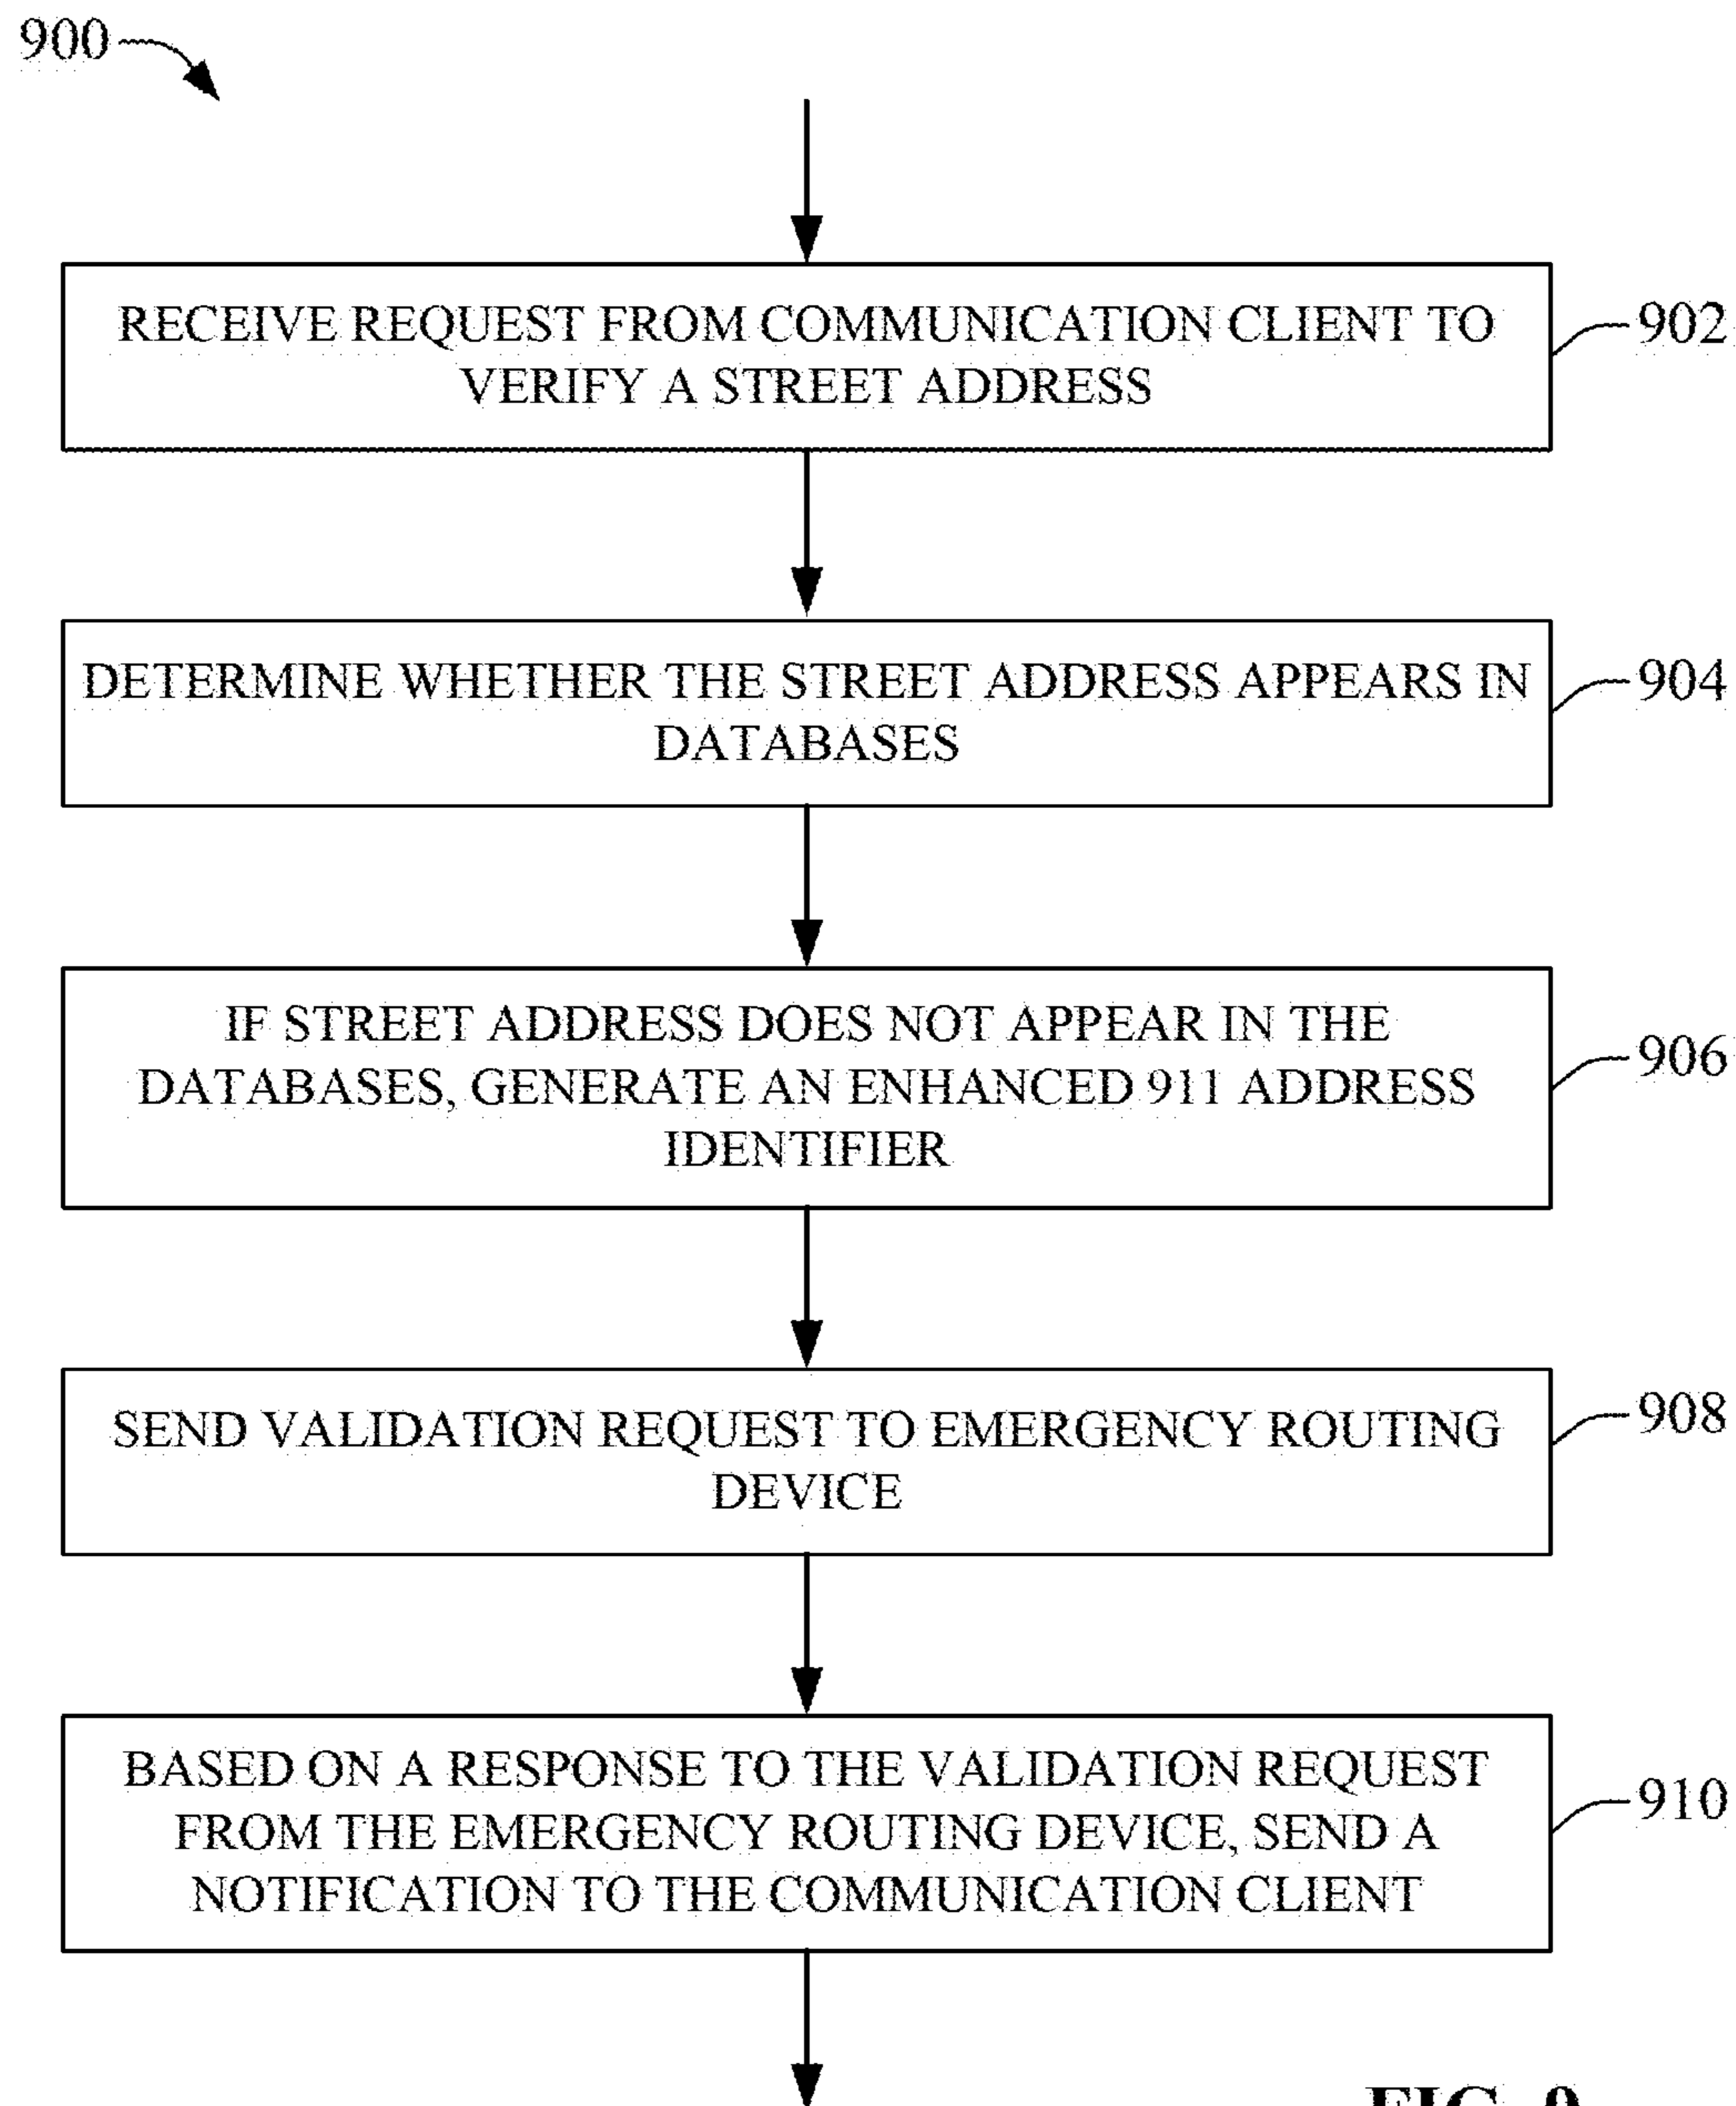 900
RECEIVE REQUEST FROM COMMUNICATION CLIENT TO
VERIFY A STREET ADDRESS
902
DETERMINE WHETHER THE STREET ADDRESS APPEARS IN
DATABASES
904
IF STREET ADDRESS DOES NOT APPEAR IN THE
DATABASES, GENERATE AN ENHANCED 911 ADDRESS
IDENTIFIER
906
SEND VALIDATION REQUEST TO EMERGENCY ROUTING
DEVICE
908
BASED ON A RESPONSE TO THE VALIDATION REQUEST
FROM THE EMERGENCY ROUTING DEVICE, SEND A
NOTIFICATION TO THE COMMUNICATION CLIENT
910
FIG. 9